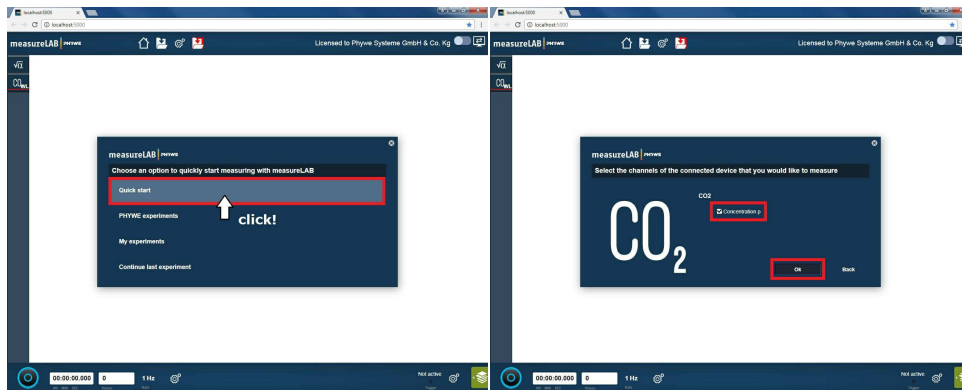 localhost:5000
localhost:5000
measureLAB PHYWE
Licensed to Phywe Systeme GmbH & Co. Kg
√α
CO₂WL
measureLAB PHYWE
Choose an option to quickly start measuring with measureLAB
Quick start
click!
PHYWE experiments
My experiments
Continue last experiment
00:00:00.000
0
1 Hz
Not active
localhost:5000
localhost:5000
measureLAB PHYWE
Licensed to Phywe Systeme GmbH & Co. Kg
√α
CO₂WL
measureLAB PHYWE
Select the channels of the connected device that you would like to measure
CO2
Concentration p
CO₂
Ok Back
00:00:00.000
0
1 Hz
Not active